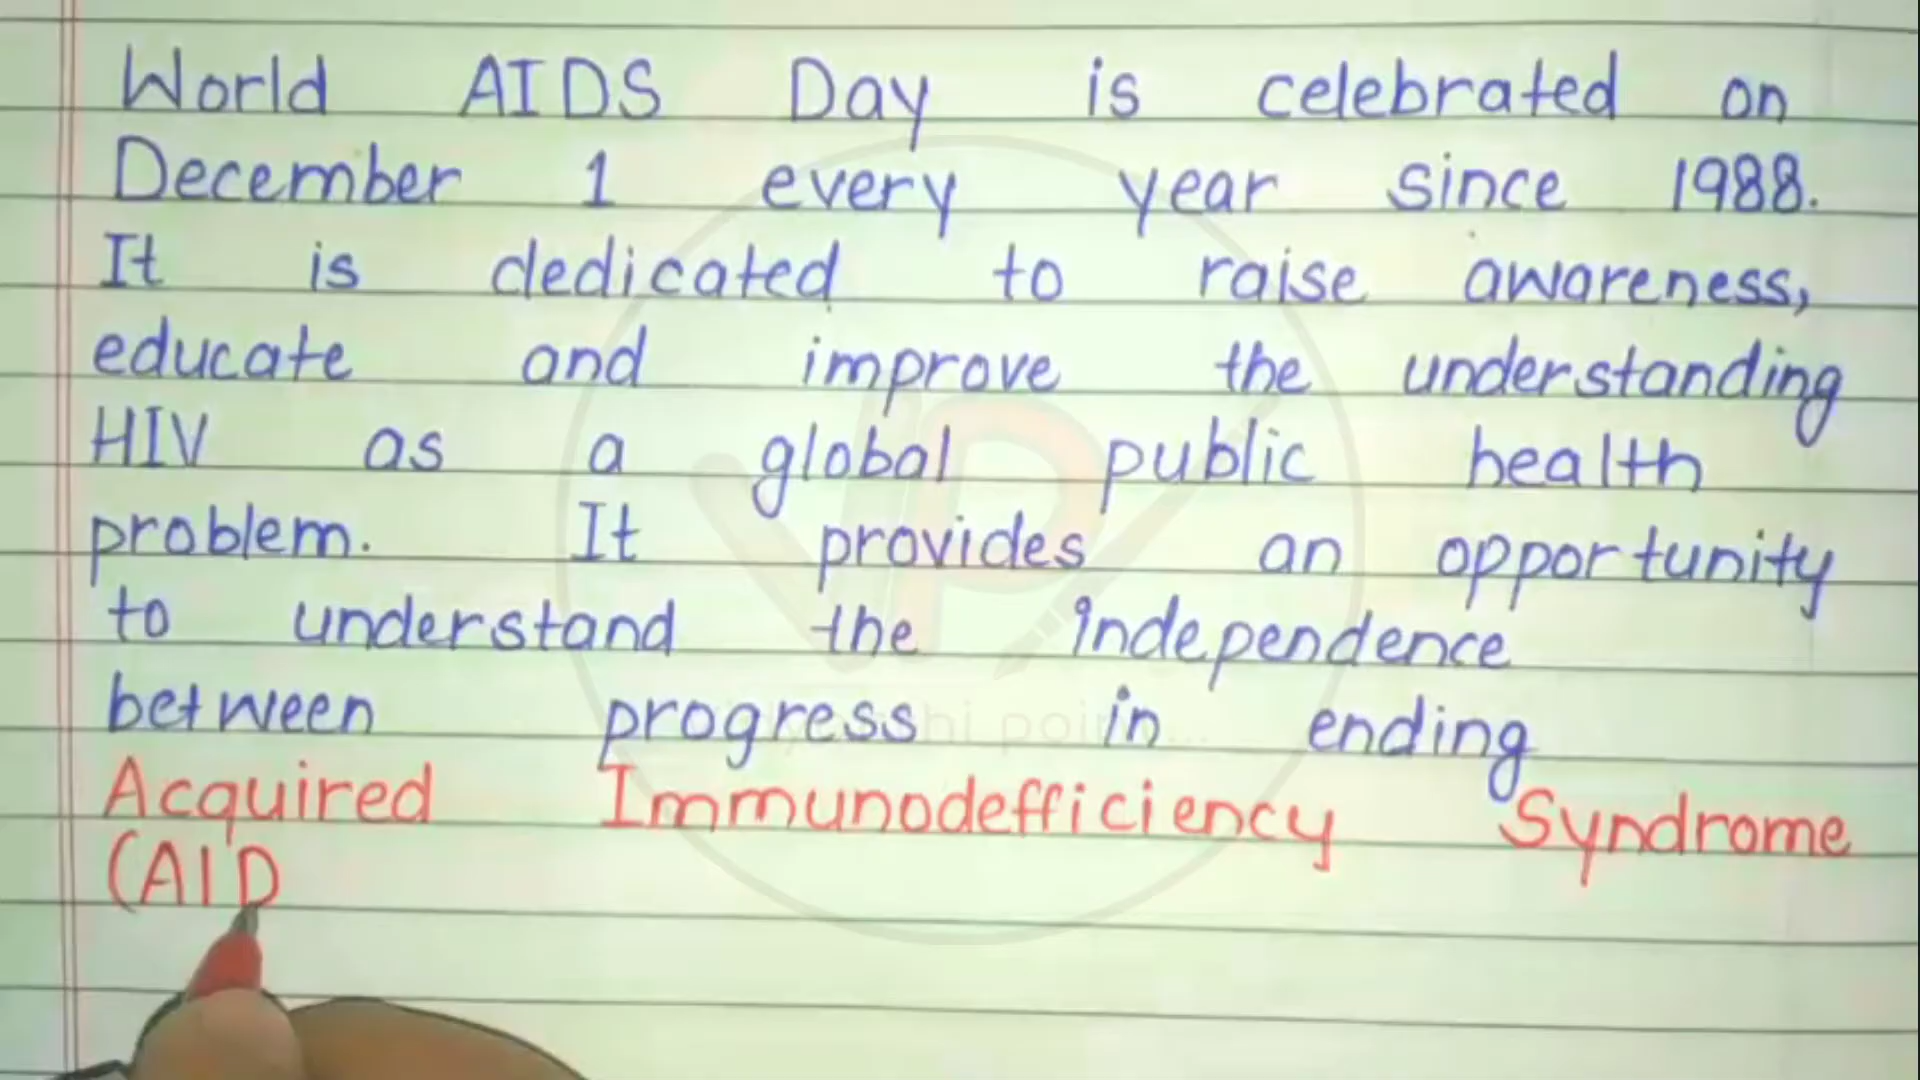 World AIDS Day is celebrated on
December 1 every year since 1988.
It is dedicated to raise awareness,
educate and improve the understanding
HIV as a global public health
problem. It provides an opportunity
to understand the independence
between progress in ending
Acquired Immunodefficiency Syndrome
(AID